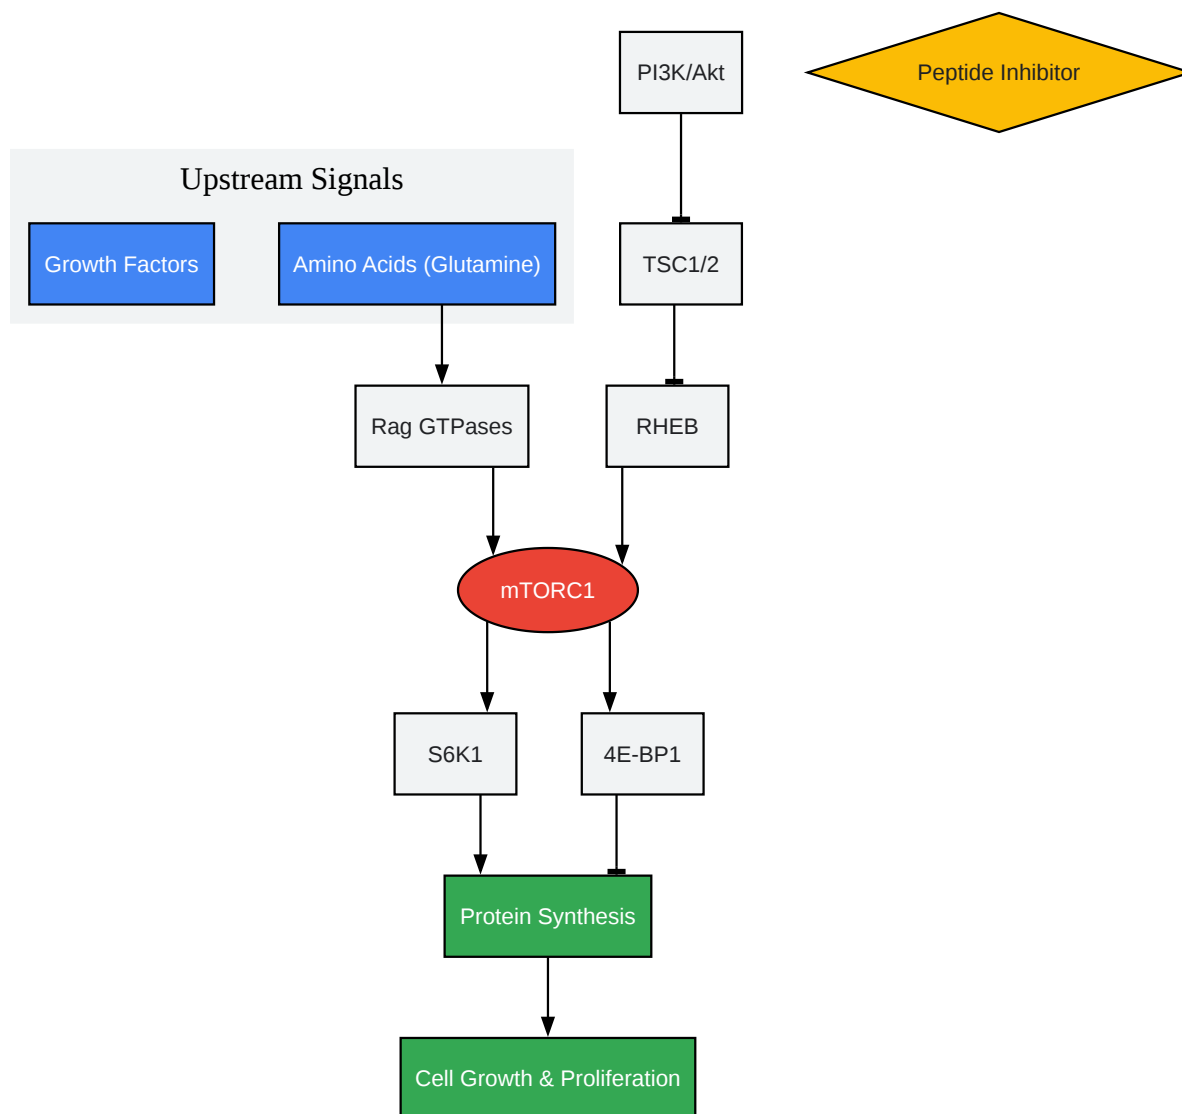 PI3K/Akt
Peptide Inhibitor
Upstream Signals
Growth Factors
Amino Acids (Glutamine)
TSC1/2
Rag GTPases
RHEB
mTORC1
S6K1
4E-BP1
Protein Synthesis
Cell Growth & Proliferation